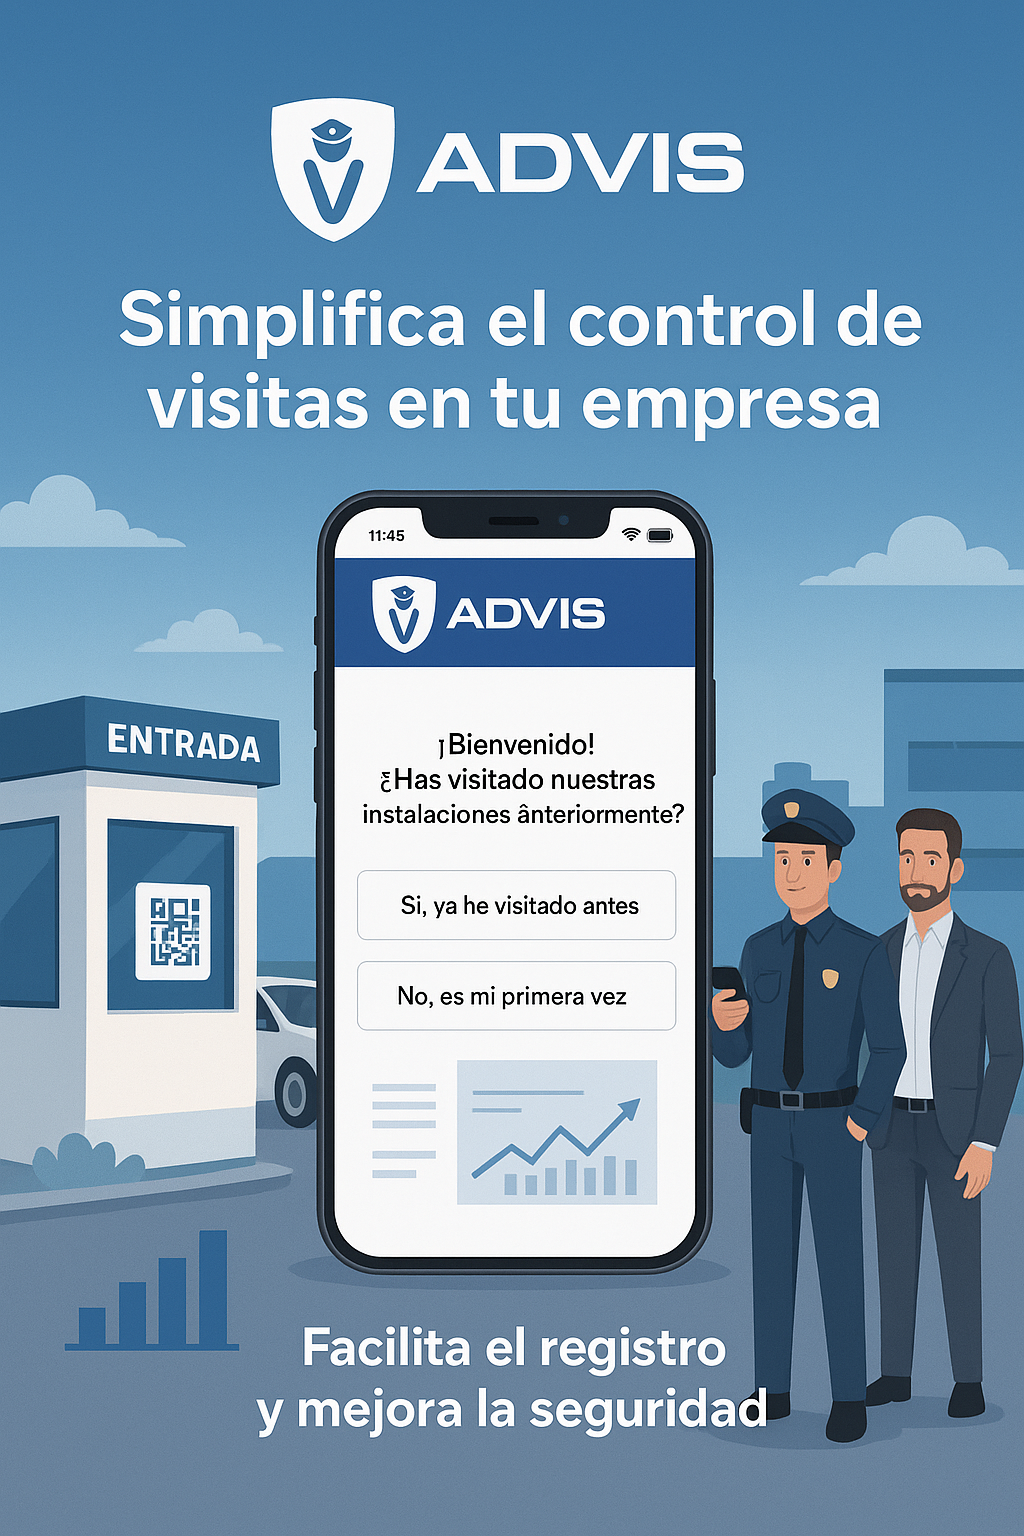 ADVIS
Simplifica el control de
visitas en tu empresa
11:45
ADVIS
ENTRADA
¡Bienvenido!
¿Has visitado nuestras
instalaciones ânteriormente?
Si, ya he visitado antes
No, es mi primera vez
Facilita el registro
y mejora la seguridad